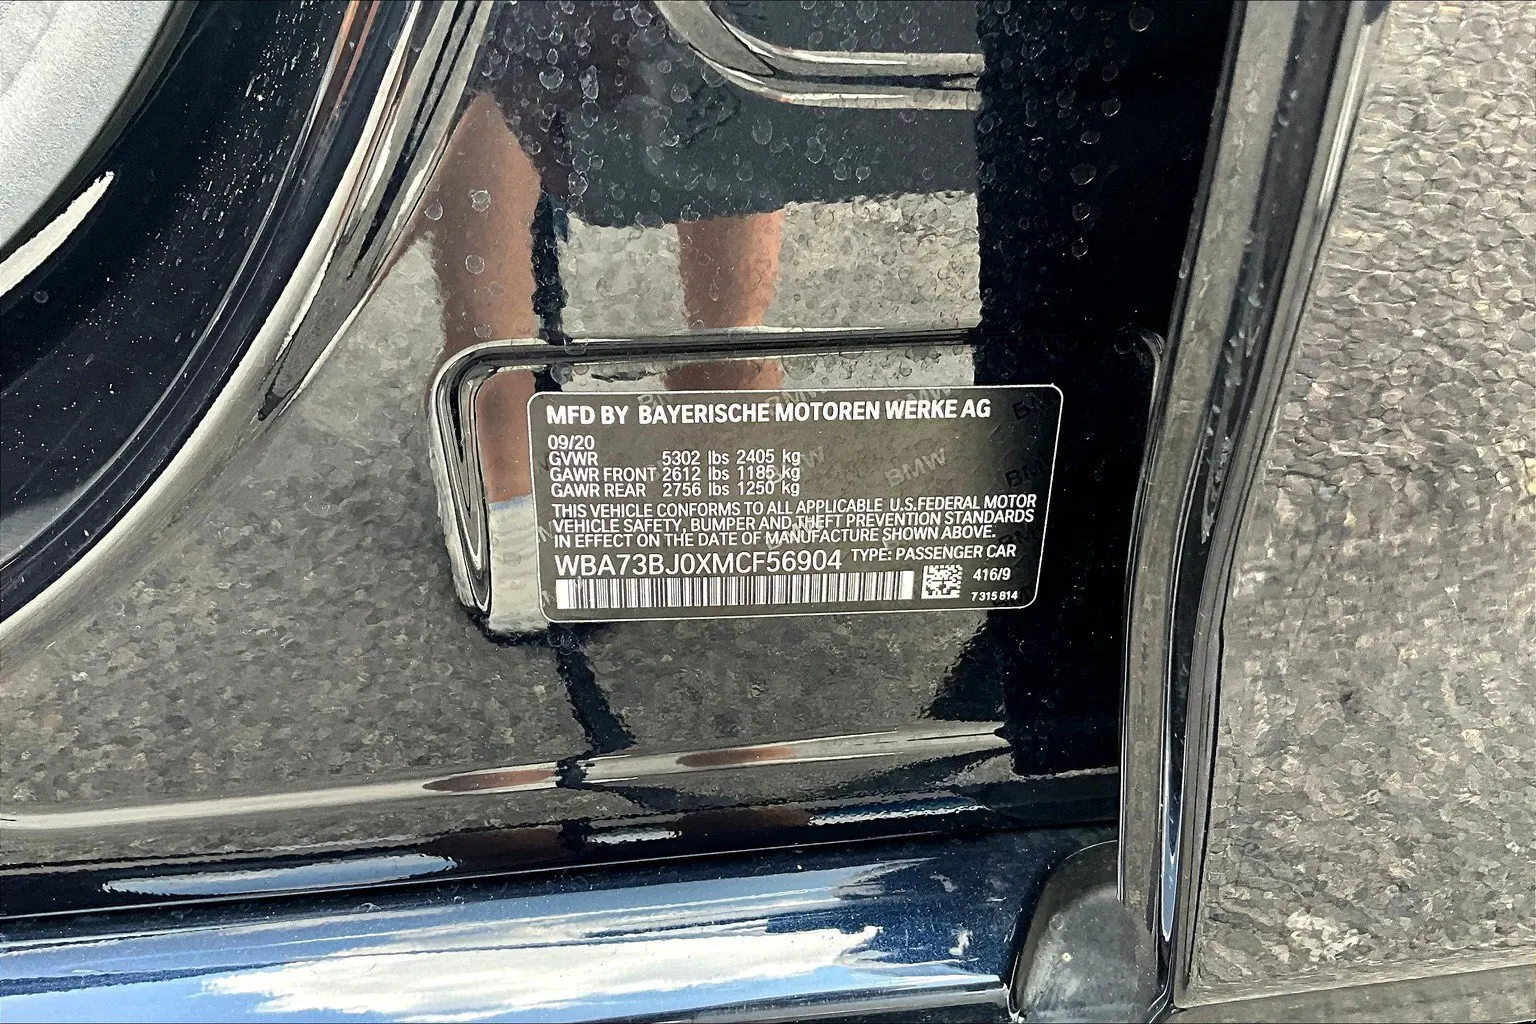 MFD BY BAYERISCHE MOTOREN WERKE AG
09/20
GVWR 5302 lbs 2405 kg
GAWR FRONT 2612 lbs 1185 kg
GAWR REAR 2756 lbs 1250 kg
THIS VEHICLE CONFORMS TO ALL APPLICABLE U.S.FEDERAL MOTOR
VEHICLE SAFETY, BUMPER AND THEFT PREVENTION STANDARDS
IN EFFECT ON THE DATE OF MANUFACTURE SHOWN ABOVE.
WBA73BJ0XMCF56904 TYPE: PASSENGER CAR
416/9
7 315 814
BMW